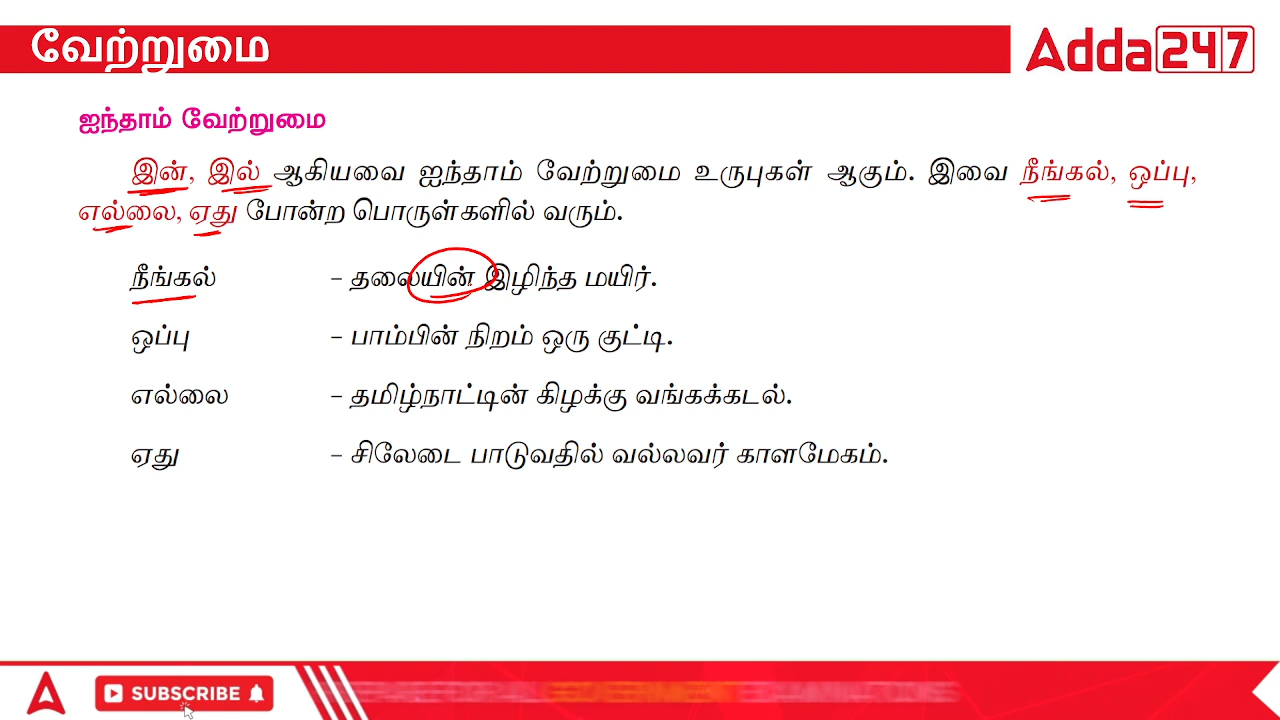 வேற்றுமை
Adda247
ஐந்தாம் வேற்றுமை
இன், இல் ஆகியவை ஐந்தாம் வேற்றுமை உருபுகள் ஆகும். இவை நீங்கல், ஒப்பு,
எல்லை, ஏது போன்ற பொருள்களில் வரும்.
நீங்கல் – தலையின் இழிந்த மயிர்.
ஒப்பு – பாம்பின் நிறம் ஒரு குட்டி.
எல்லை – தமிழ்நாட்டின் கிழக்கு வங்கக்கடல்.
ஏது – சிலேடை பாடுவதில் வல்லவர் காளமேகம்.
SUBSCRIBE